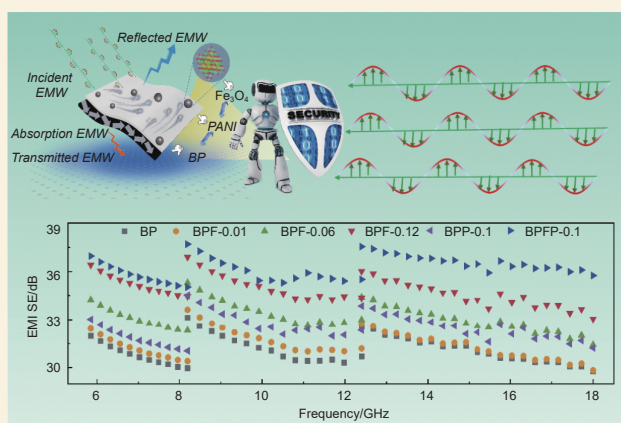 Reflected EMW
Incident
EMW
Fe₃O₄
PANI
SECURITY
Absorption EMW
BP
Transmitted EMW
39
BP BPF-0.01 BPF-0.06 BPF-0.12 BPP-0.1 BPFP-0.1
36
33
30
EMI SE/dB
6 8 10 12 14 16 18
Frequency/GHz